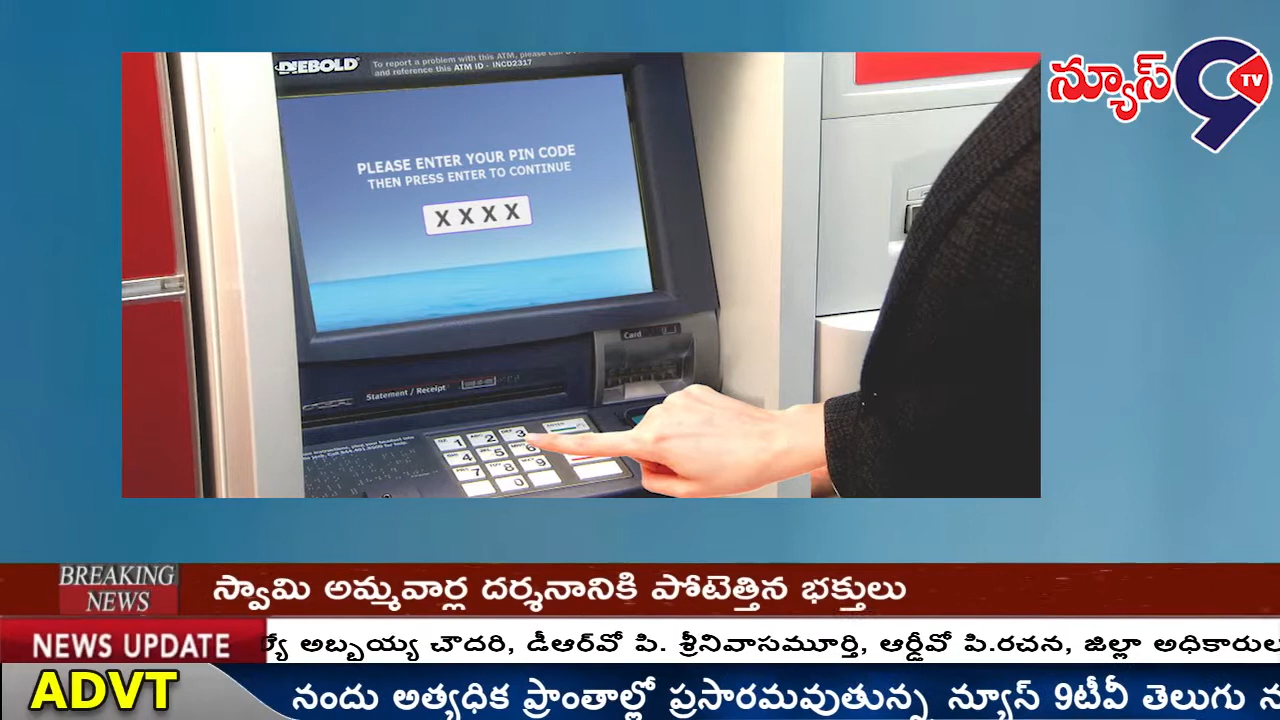 DIEBOLD
To report a problem with this ATM, please call
and reference this ATM ID - INCD2317
న్యూస్ 9 TV
PLEASE ENTER YOUR PIN CODE
THEN PRESS ENTER TO CONTINUE
X X X X
Card
Statement / Receipt
1 2 3
4 5 6
7 8 9
0
BREAKING NEWS
స్వామి అమ్మవార్ల దర్శనానికి పోటెత్తిన భక్తులు
NEWS UPDATE
అబ్బయ్య చౌదరి, డీఆర్‌వో పి. శ్రీనివాసమూర్తి, ఆర్డీవో పి.రచన, జిల్లా అధికారుల
ADVT
నందు అత్యధిక ప్రాంతాల్లో ప్రసారమవుతున్న న్యూస్ 9టీవీ తెలుగు